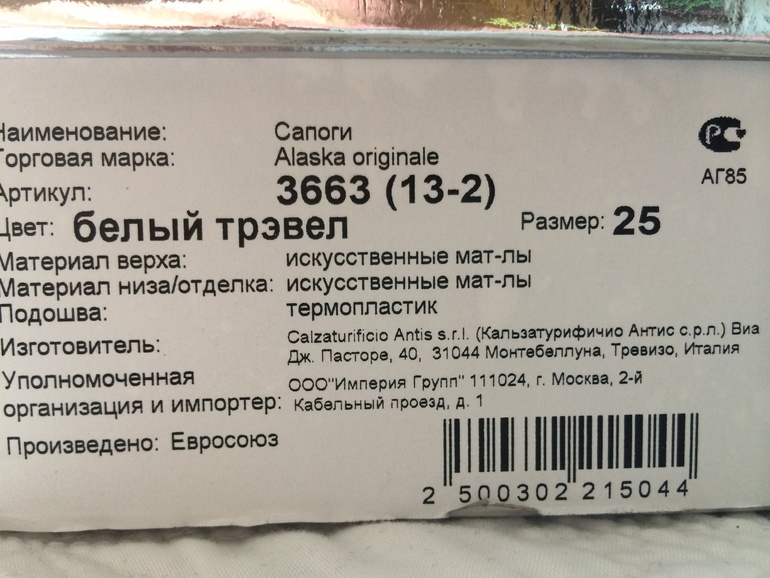 Наименование: Сапоги
Торговая марка: Alaska originale
Артикул: 3663 (13-2)
Цвет: белый трэвел Размер: 25
Материал верха: искусственные мат-лы
Материал низа/отделка: искусственные мат-лы
Подошва: термопластик
Изготовитель: Calzaturificio Antis s.r.l. (Кальзатурифичио Антис с.р.л.) Виа
Дж. Пасторе, 40, 31044 Монтебеллуна, Тревизо, Италия
Уполномоченная
организация и импортер: ООО"Империя Групп" 111024, г. Москва, 2-й
Кабельный проезд, д. 1
Произведено: Евросоюз
РС
АГ85
2 500302 215044